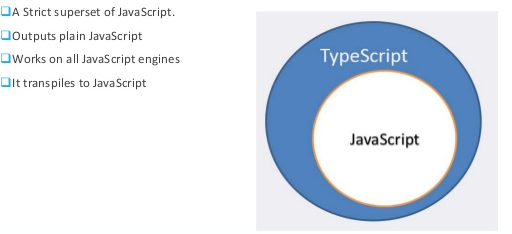 A Strict superset of JavaScript.
Outputs plain JavaScript
Works on all JavaScript engines
It transpiles to JavaScript
TypeScript
JavaScript